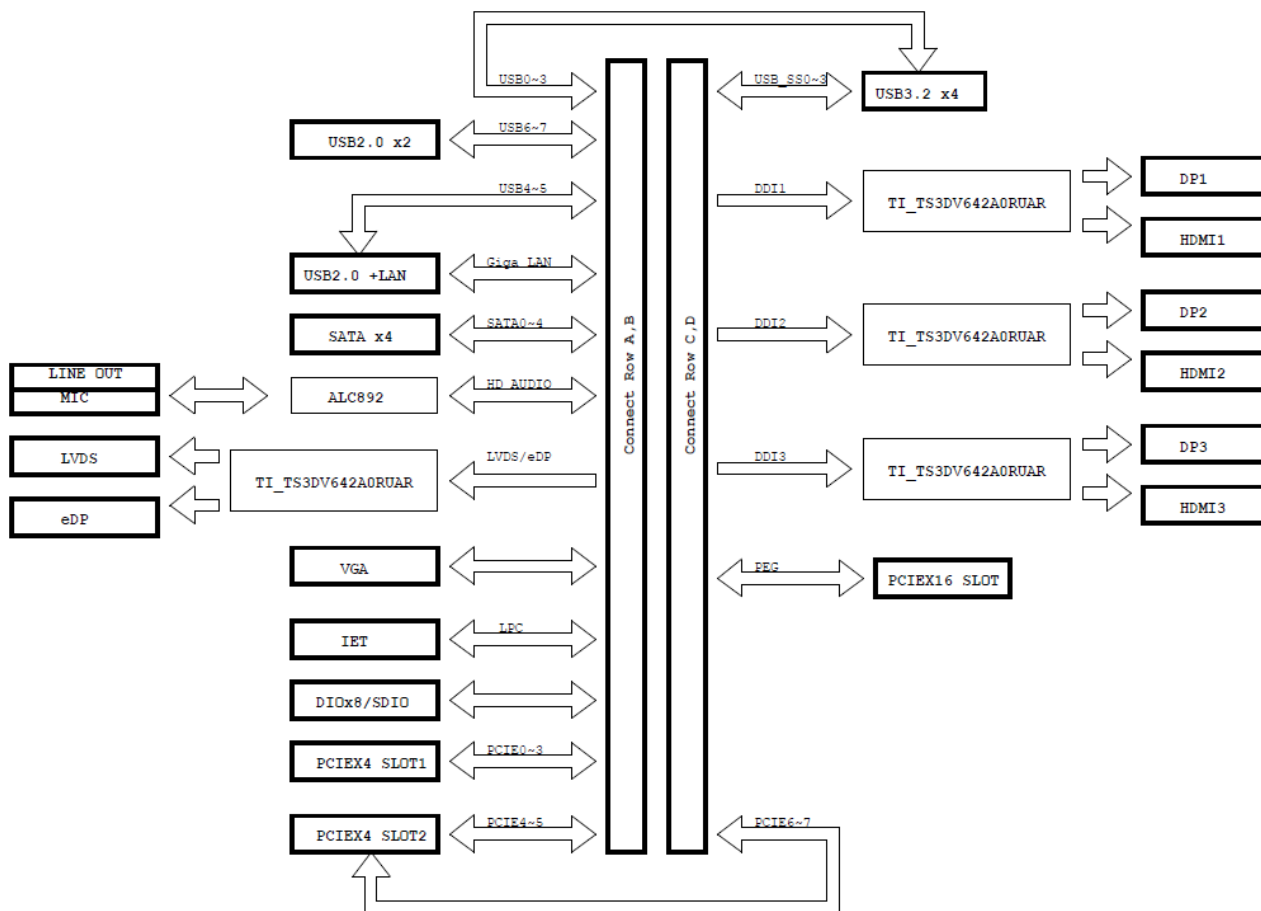 USB0~3
USB_SS0~3
USB3.2 x4
USB2.0 x2
USB6~7
USB4~5
DDI1
TI_TS3DV642A0RUAR
DP1
HDMI1
USB2.0 +LAN
Giga LAN
SATA x4
SATA0~4
DDI2
TI_TS3DV642A0RUAR
DP2
HDMI2
LINE OUT
MIC
ALC892
HD AUDIO
Connect Row A,B
Connect Row C,D
LVDS
eDP
TI_TS3DV642A0RUAR
LVDS/eDP
DDI3
TI_TS3DV642A0RUAR
DP3
HDMI3
VGA
PEG
PCIEX16 SLOT
IET
LPC
DIOx8/SDIO
PCIEX4 SLOT1
PCIE0~3
PCIEX4 SLOT2
PCIE4~5
PCIE6~7